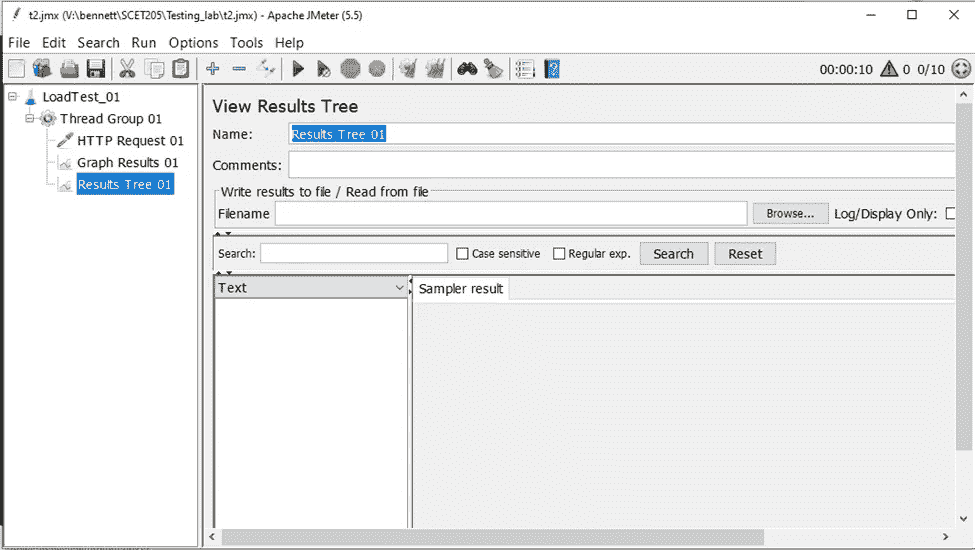 t2.jmx (V:\bennett\SCET205\Testing_lab\t2.jmx) - Apache JMeter (5.5)
File Edit Search Run Options Tools Help
00:00:10 0 0/10
LoadTest_01
Thread Group 01
HTTP Request 01
Graph Results 01
Results Tree 01
View Results Tree
Name: Results Tree 01
Comments:
Write results to file / Read from file
Filename Browse... Log/Display Only:
Search: Case sensitive Regular exp. Search Reset
Text
Sampler result